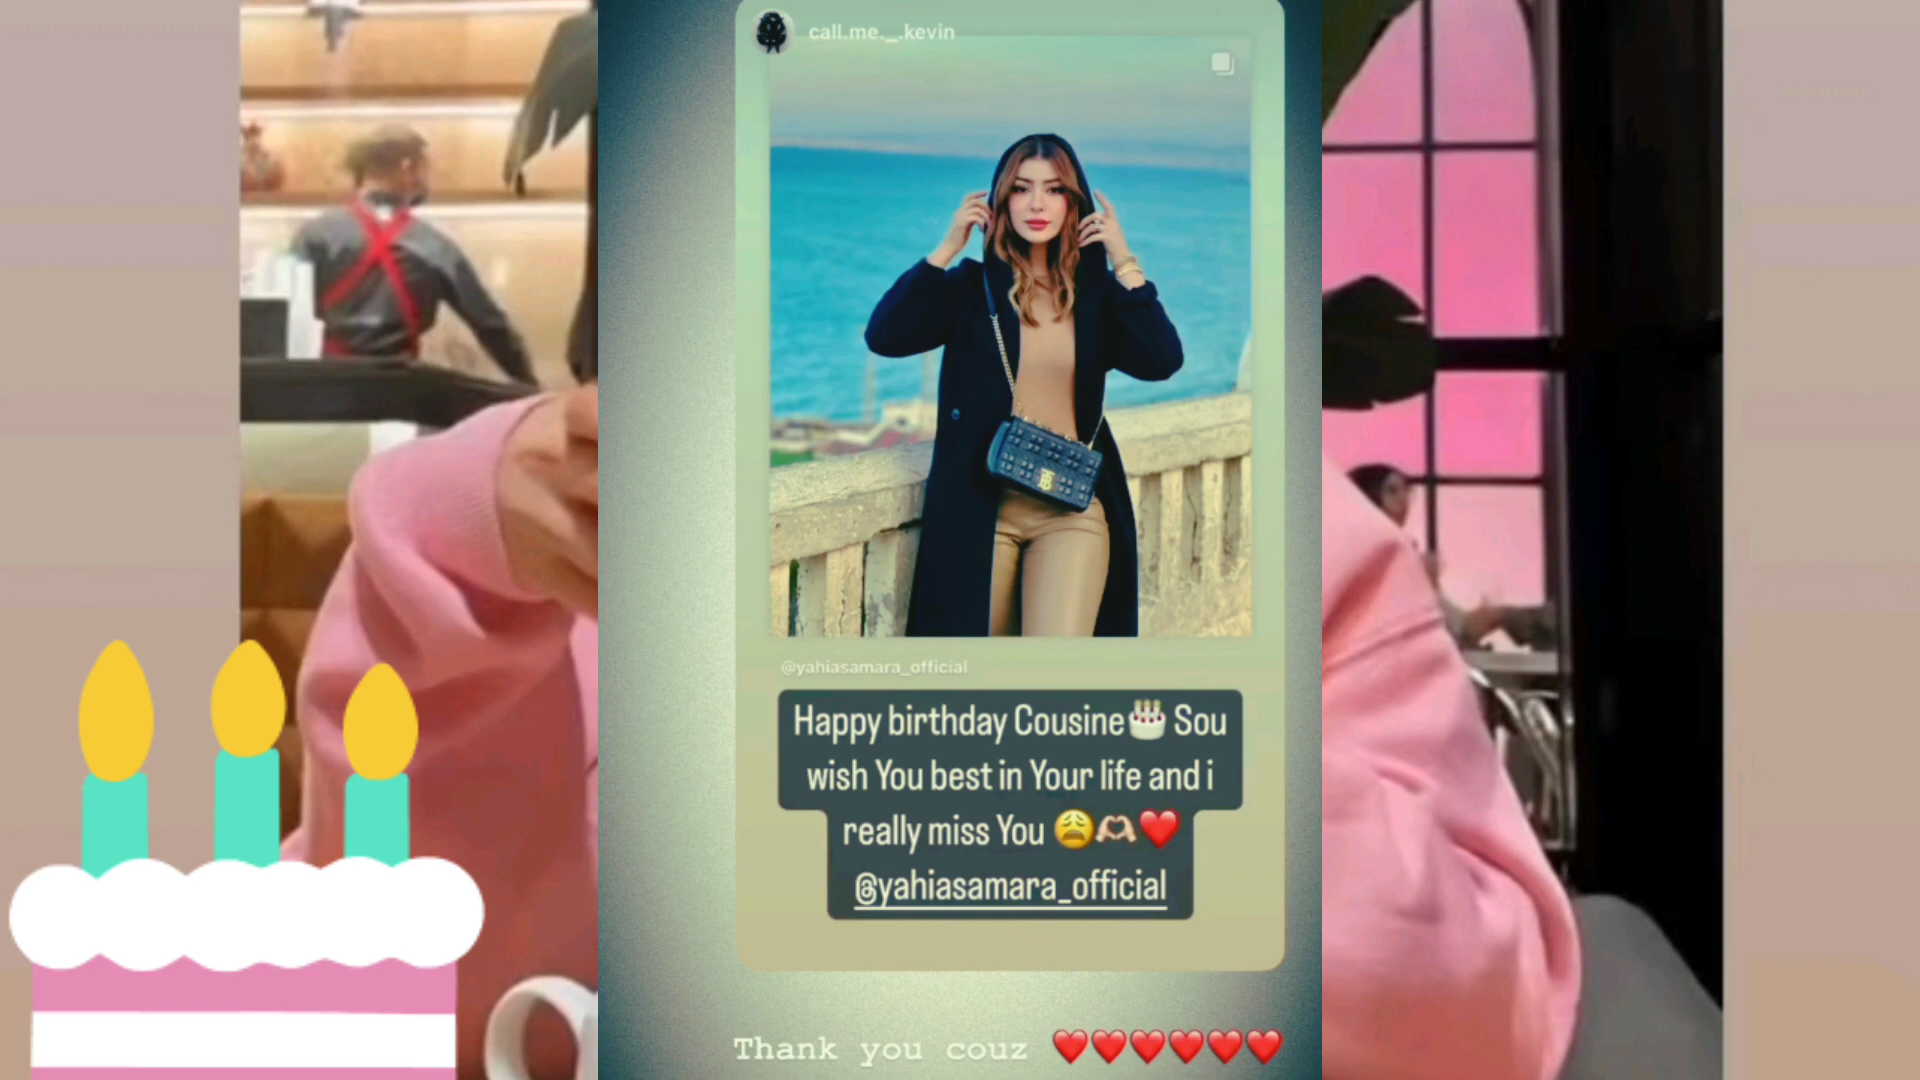 call.me._.kevin
@yahiasamara_official
Happy birthday Cousine🎂 Sou
wish You best in Your life and i
really miss You 😩🫶🏻❤️
@yahiasamara_official
Thank you couz ❤️❤️❤️❤️❤️❤️